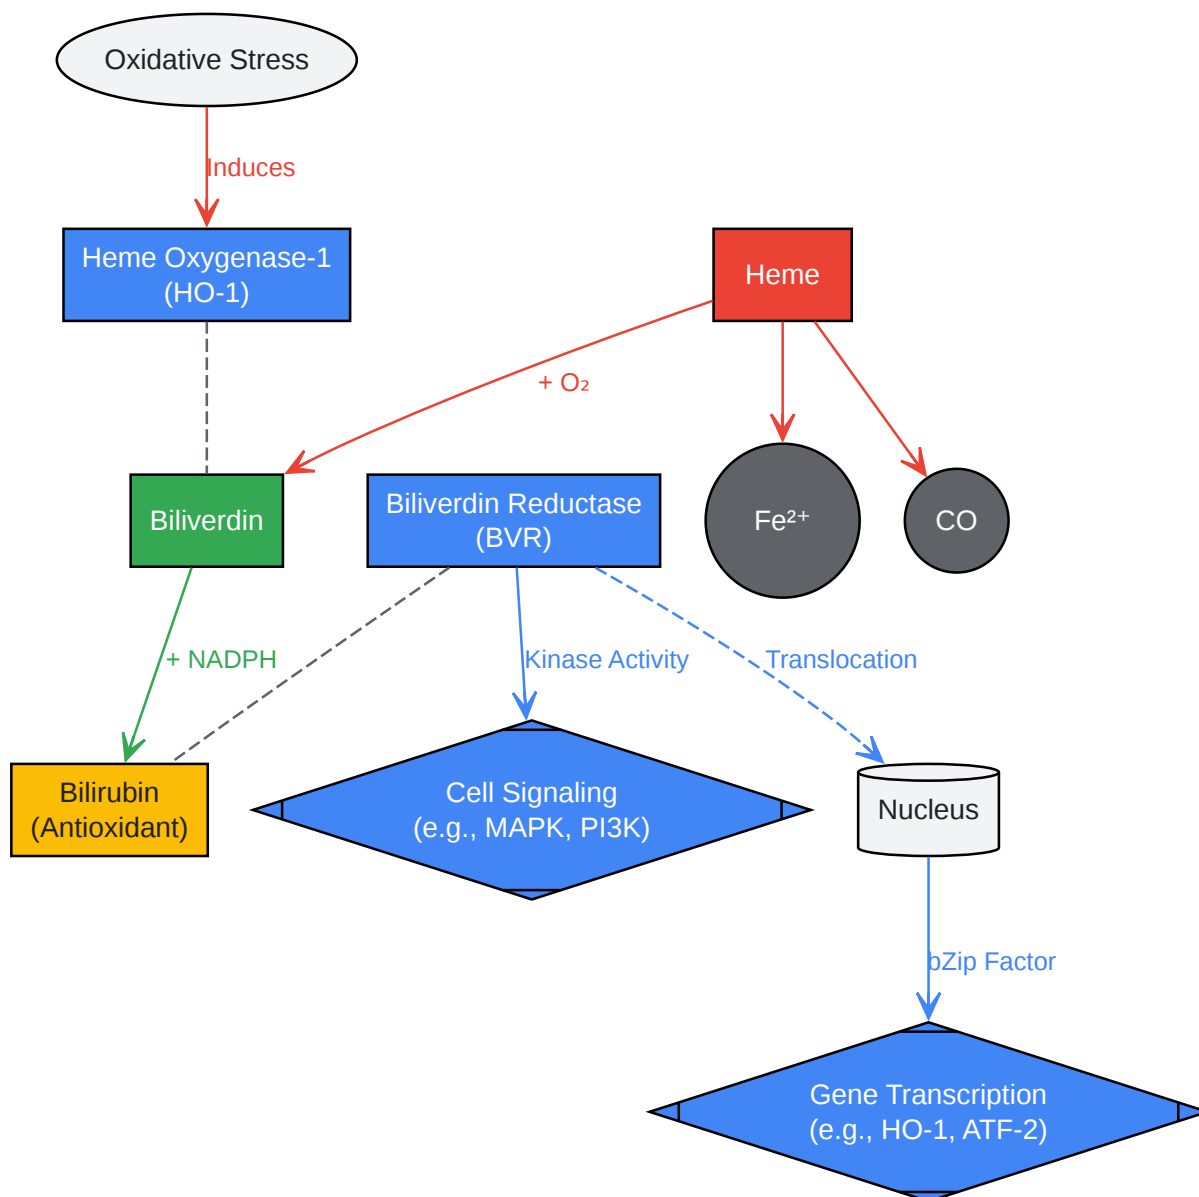 Oxidative Stress
Induces
Heme Oxygenase-1
(HO-1)
Heme
+ O₂
Biliverdin
Biliverdin Reductase
(BVR)
Fe²⁺
CO
+ NADPH
Kinase Activity
Translocation
Bilirubin
(Antioxidant)
Cell Signaling
(e.g., MAPK, PI3K)
Nucleus
bZip Factor
Gene Transcription
(e.g., HO-1, ATF-2)